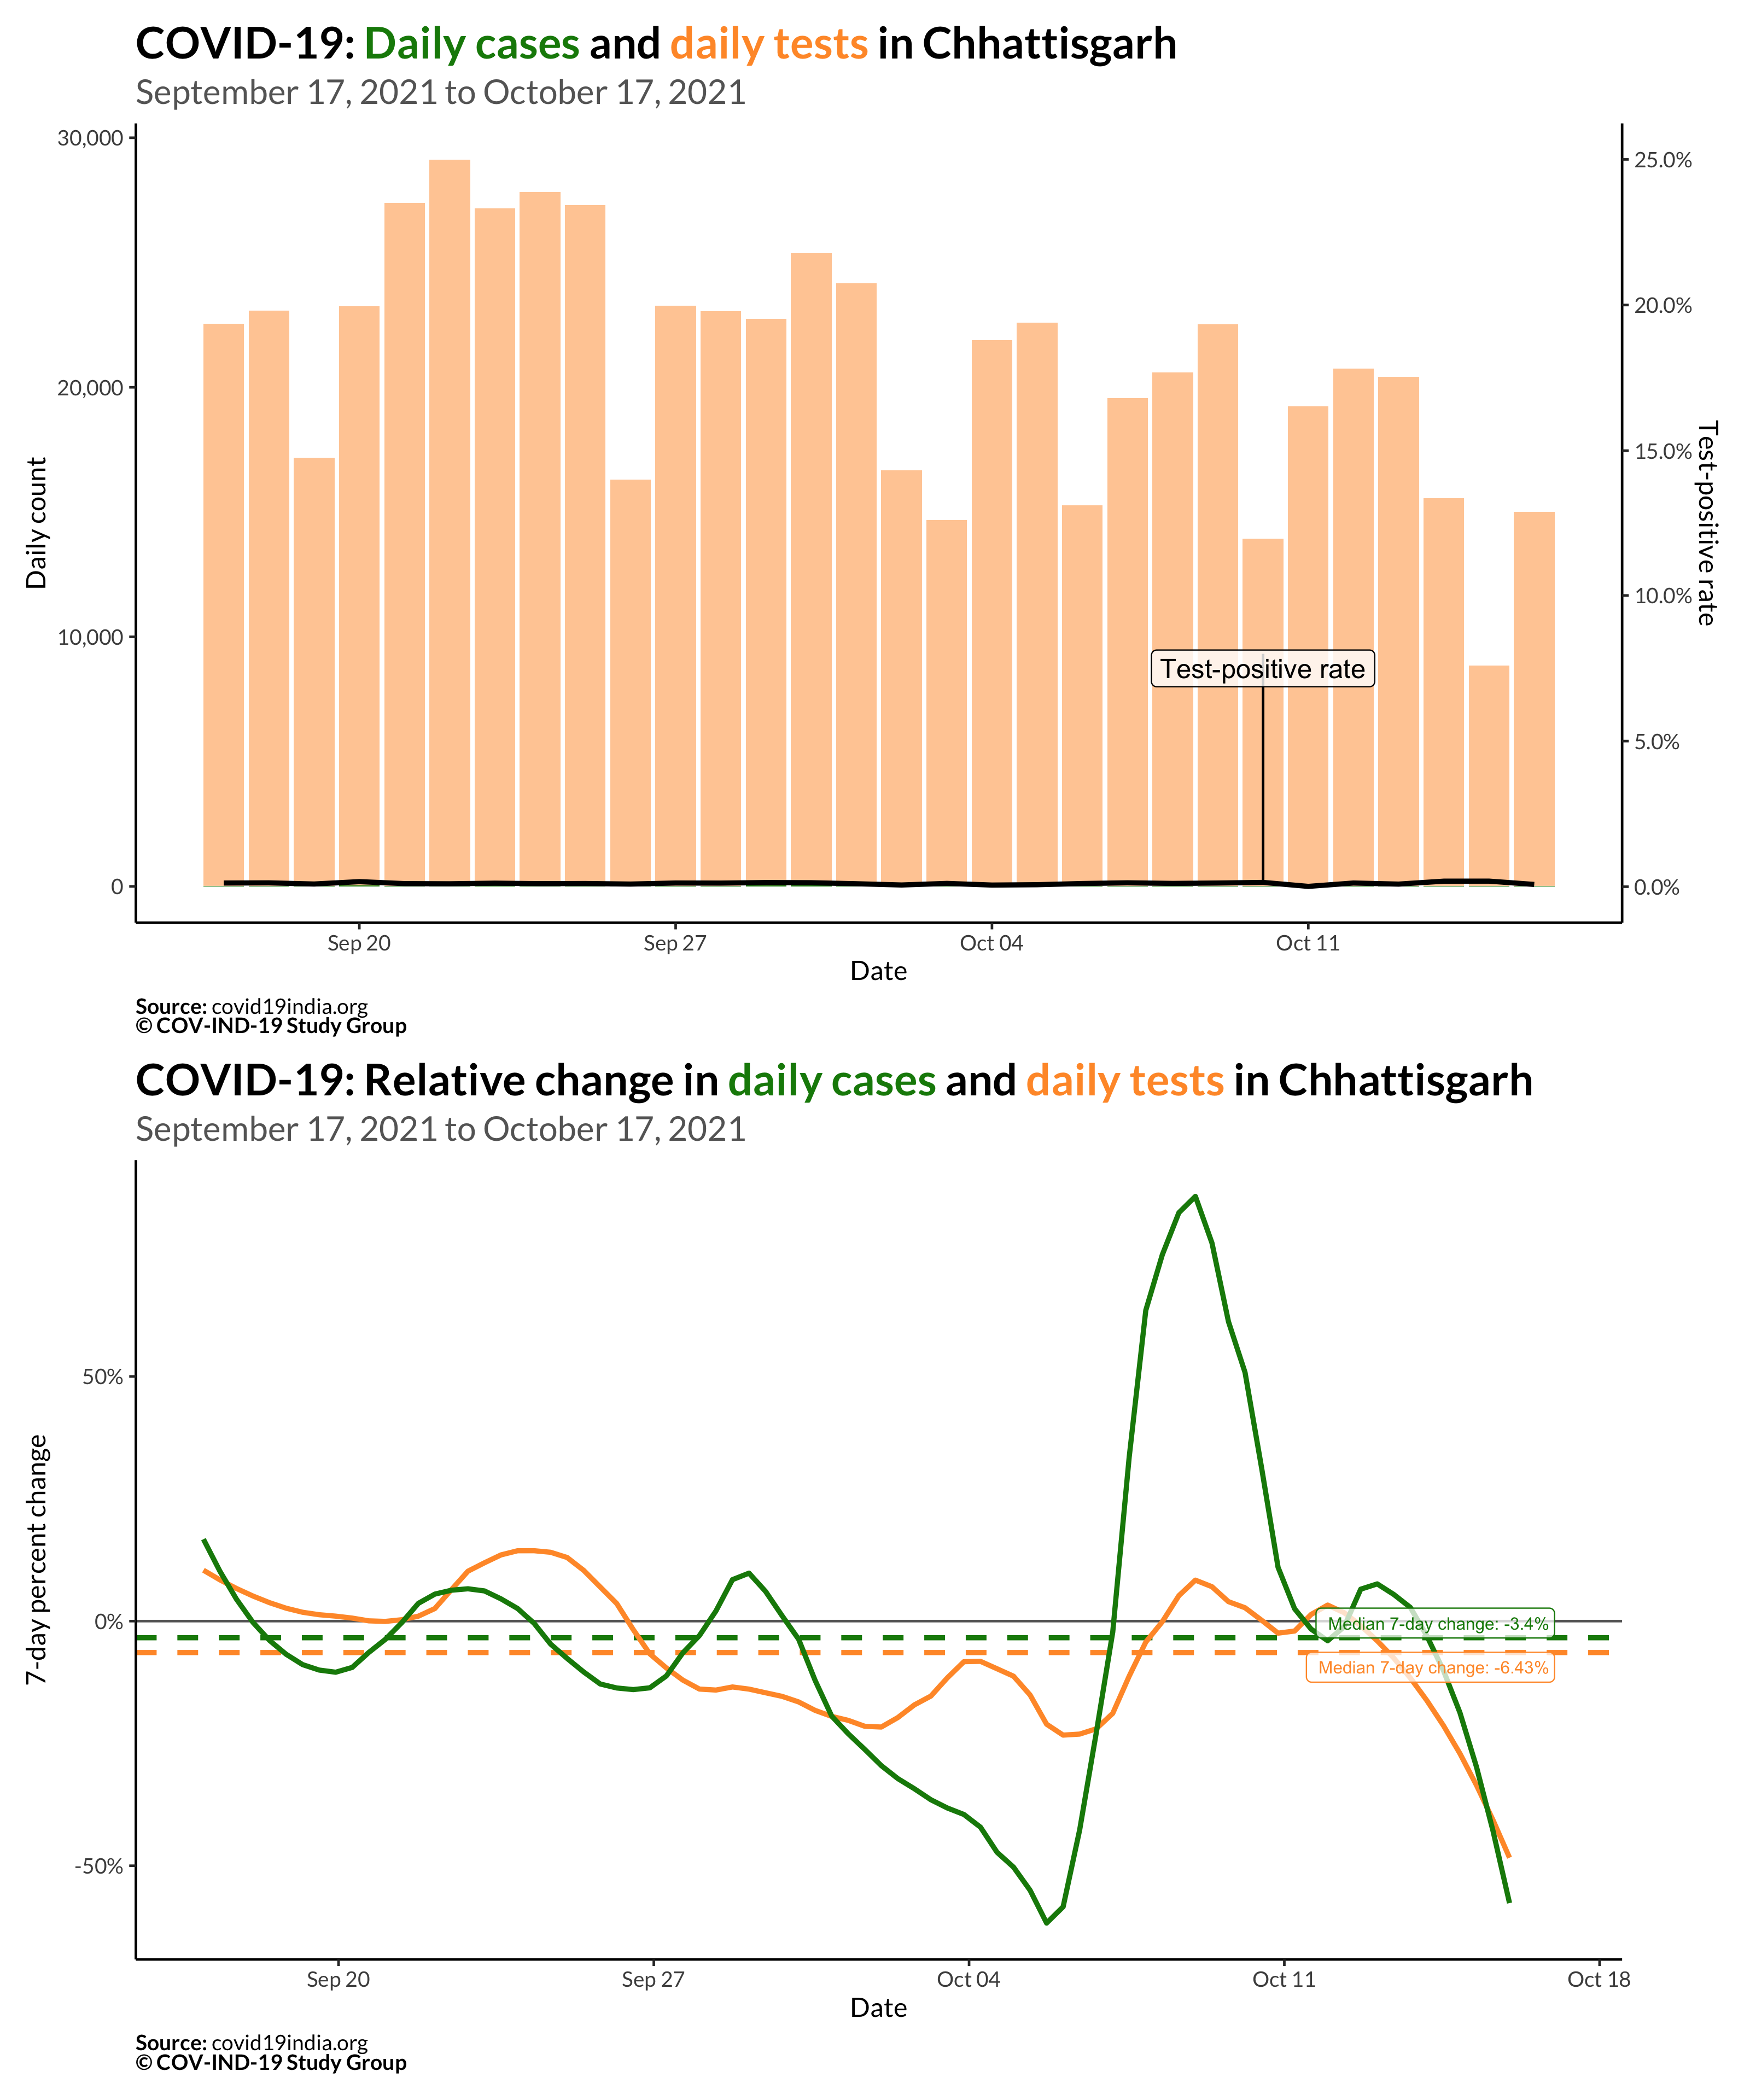 COVID-19: Daily cases and daily tests in Chhattisgarh
September 17, 2021 to October 17, 2021
30,000
20,000
10,000
0
Daily count
25.0%
20.0%
15.0%
10.0%
5.0%
0.0%
Test-positive rate
Test-positive rate
Sep 20
Sep 27
Oct 04
Oct 11
Date
Source: covid19india.org
© COV-IND-19 Study Group
COVID-19: Relative change in daily cases and daily tests in Chhattisgarh
September 17, 2021 to October 17, 2021
50%
0%
-50%
7-day percent change
Median 7-day change: -3.4%
Median 7-day change: -6.43%
Sep 20
Sep 27
Oct 04
Oct 11
Oct 18
Date
Source: covid19india.org
© COV-IND-19 Study Group